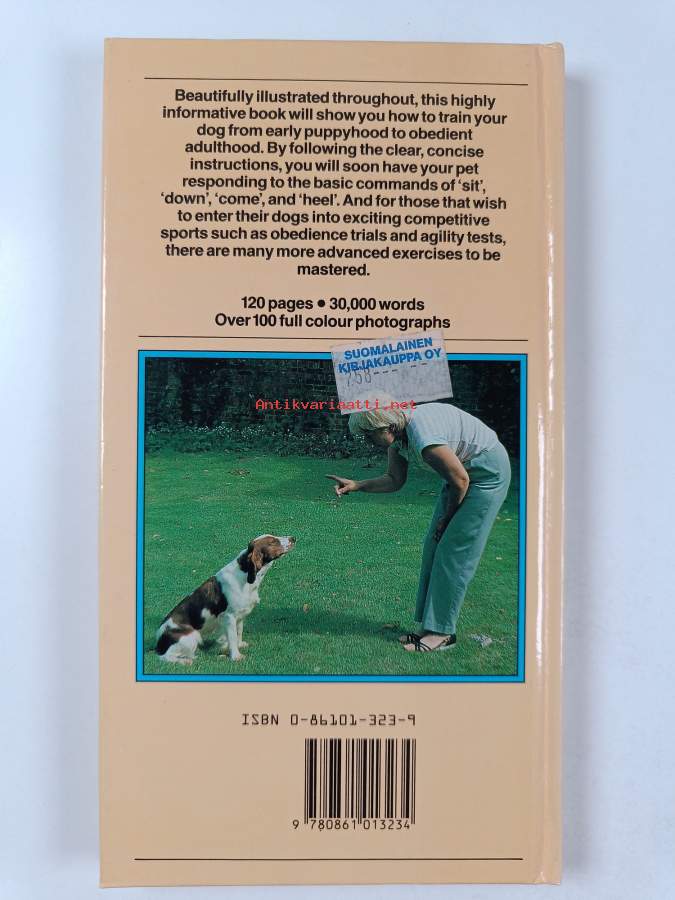 Beautifully illustrated throughout, this highly
informative book will show you how to train your
dog from early puppyhood to obedient
adulthood. By following the clear, concise
instructions, you will soon have your pet
responding to the basic commands of ‘sit’,
‘down’, ‘come’, and ‘heel’. And for those that wish
to enter their dogs into exciting competitive
sports such as obedience trials and agility tests,
there are many more advanced exercises to be
mastered.
120 pages ● 30,000 words
Over 100 full colour photographs
SUOMALAINEN
KIRJAKAUPPA OY
Antikvariaatti.net
ISBN 0-86101-323-9
9 780861 013234